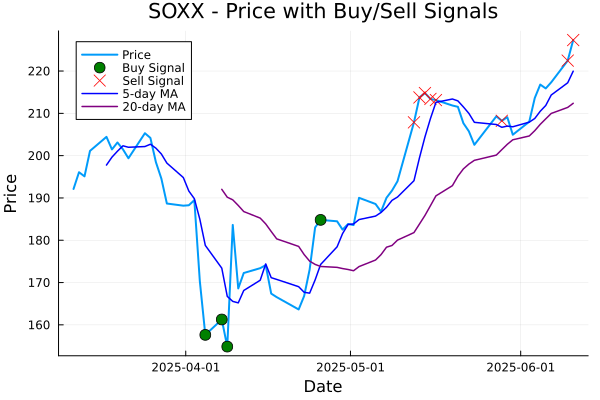 SOXX - Price with Buy/Sell Signals
Price
Buy Signal
Sell Signal
5-day MA
20-day MA
220
210
200
190
180
170
160
Price
2025-04-01
2025-05-01
2025-06-01
Date